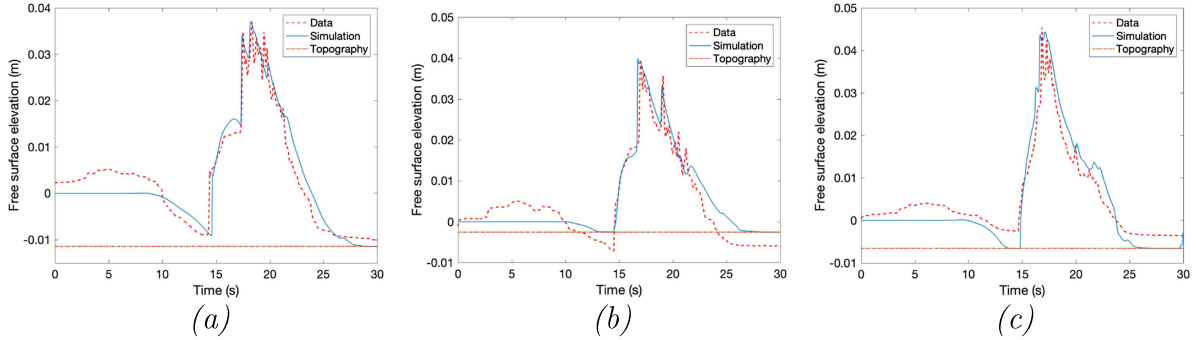 0.04
0.03
0.02
0.01
0
-0.01
0
5
10
15
20
25
30
Free surface elevation (m)
Time (s)
Data
Simulation
Topography
(a)
0.05
0.04
0.03
0.02
0.01
0
-0.01
0
5
10
15
20
25
30
Free surface elevation (m)
Time (s)
Data
Simulation
Topography
(b)
0.05
0.04
0.03
0.02
0.01
0
-0.01
0
5
10
15
20
25
30
Free surface elevation (m)
Time (s)
Data
Simulation
Topography
(c)